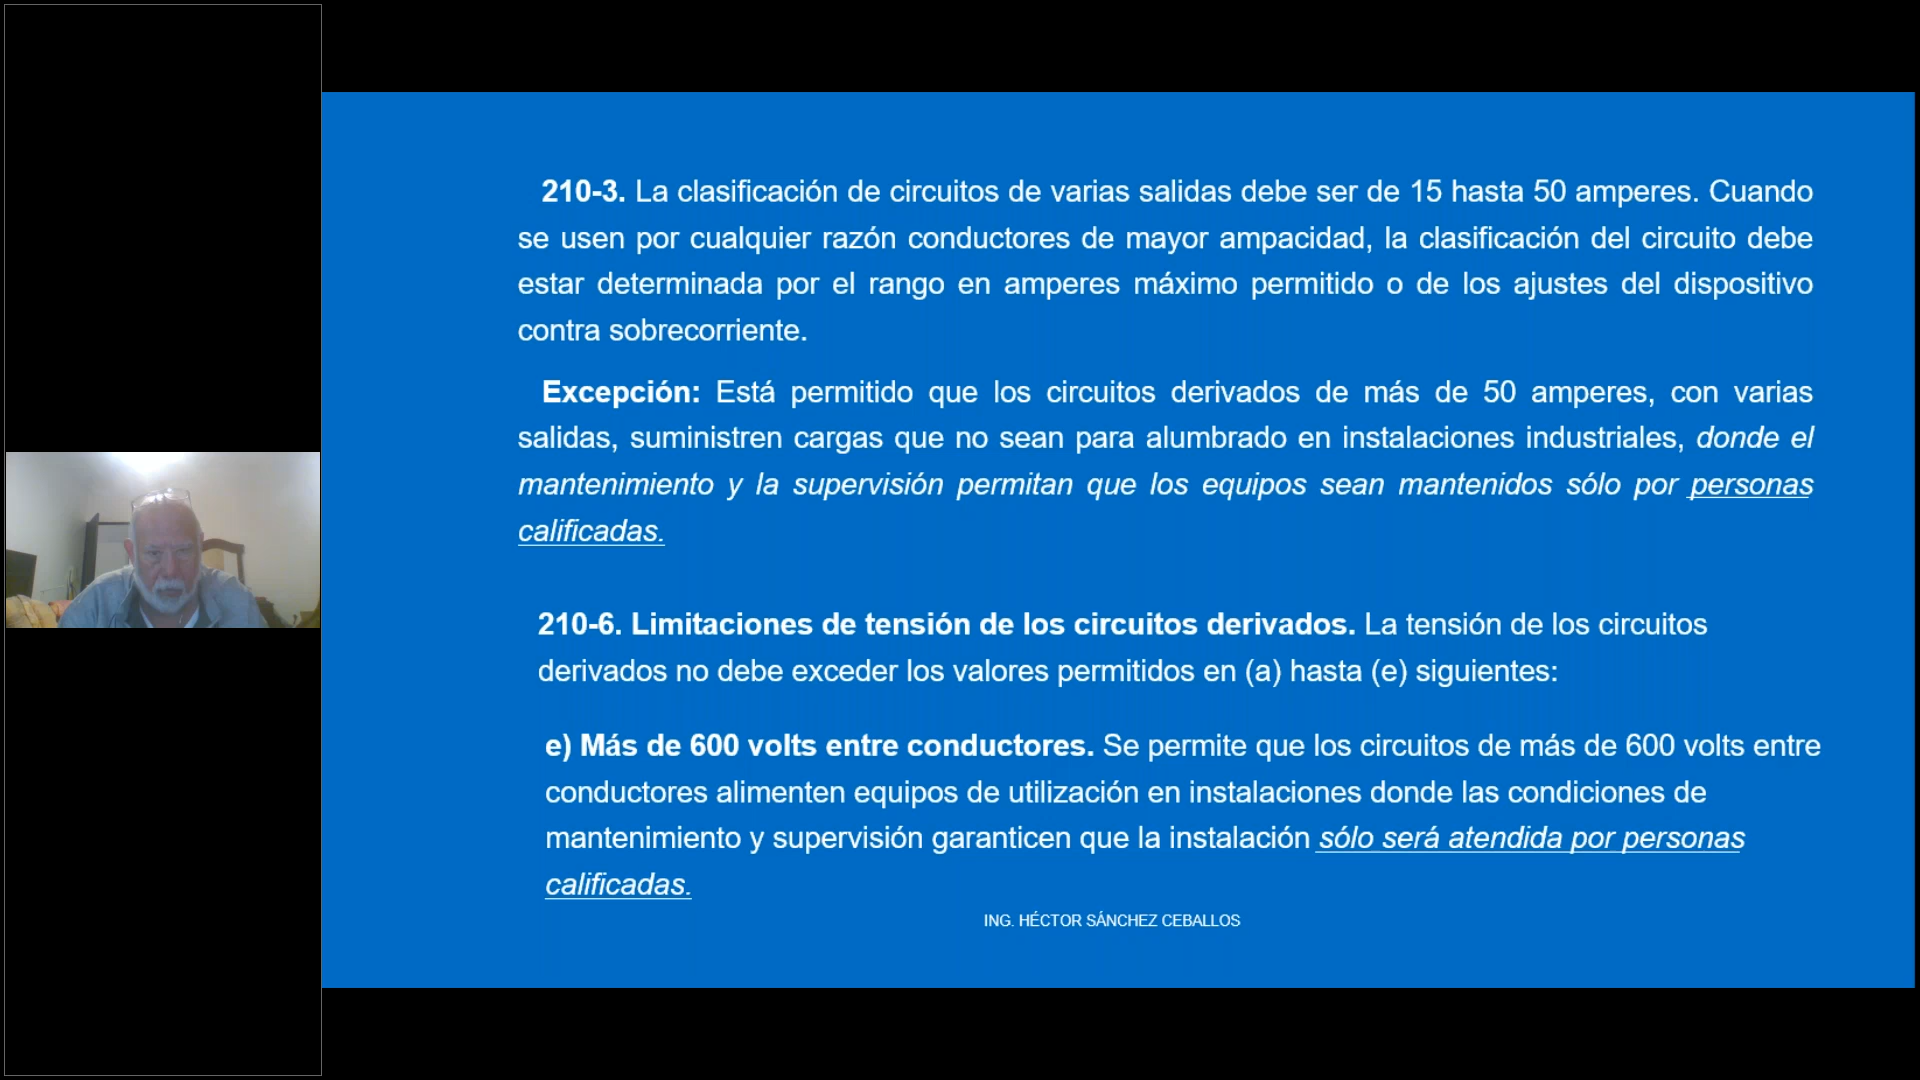 210-3. La clasificación de circuitos de varias salidas debe ser de 15 hasta 50 amperes. Cuando
se usen por cualquier razón conductores de mayor ampacidad, la clasificación del circuito debe
estar determinada por el rango en amperes máximo permitido o de los ajustes del dispositivo
contra sobrecorriente.
Excepción: Está permitido que los circuitos derivados de más de 50 amperes, con varias
salidas, suministren cargas que no sean para alumbrado en instalaciones industriales, donde el
mantenimiento y la supervisión permitan que los equipos sean mantenidos sólo por personas
calificadas.
210-6. Limitaciones de tensión de los circuitos derivados. La tensión de los circuitos
derivados no debe exceder los valores permitidos en (a) hasta (e) siguientes:
e) Más de 600 volts entre conductores. Se permite que los circuitos de más de 600 volts entre
conductores alimenten equipos de utilización en instalaciones donde las condiciones de
mantenimiento y supervisión garanticen que la instalación sólo será atendida por personas
calificadas.
ING. HÉCTOR SÁNCHEZ CEBALLOS